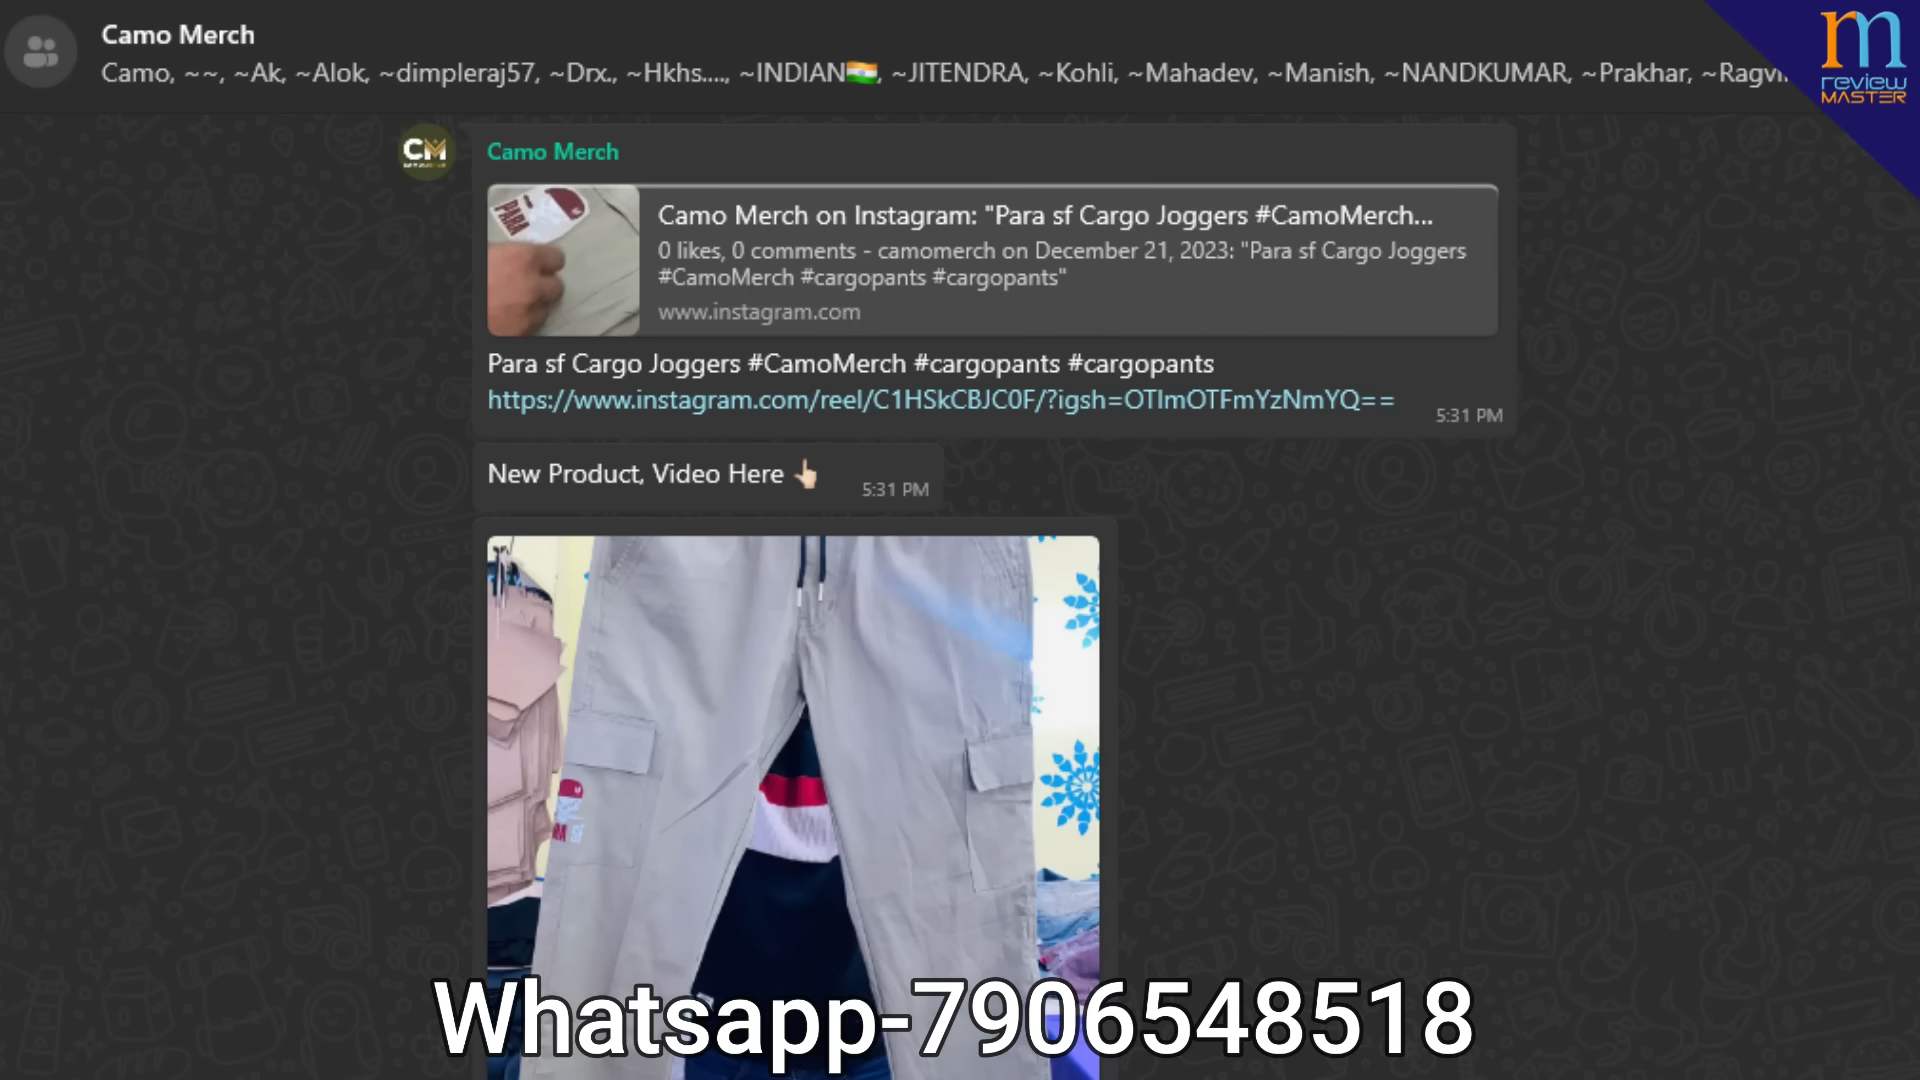 Camo Merch
Camo, ~~, ~Ak, ~Alok, ~dimpleraj57, ~Drx., ~Hkhs...., ~INDIAN🇮🇳, ~JITENDRA, ~Kohli, ~Mahadev, ~Manish, ~NANDKUMAR, ~Prakhar,
rm
review
MASTER
CM
Camo Merch
PARA
Camo Merch on Instagram: "Para sf Cargo Joggers #CamoMerch...
0 likes, 0 comments - camomerch on December 21, 2023: "Para sf Cargo Joggers
#CamoMerch #cargopants #cargopants"
www.instagram.com
Para sf Cargo Joggers #CamoMerch #cargopants #cargopants
https://www.instagram.com/reel/C1HSkCBJC0F/?igsh=OTlmOTFmYzNmYQ==
5:31 PM
New Product, Video Here 👆🏻
5:31 PM
Whatsapp-7906548518